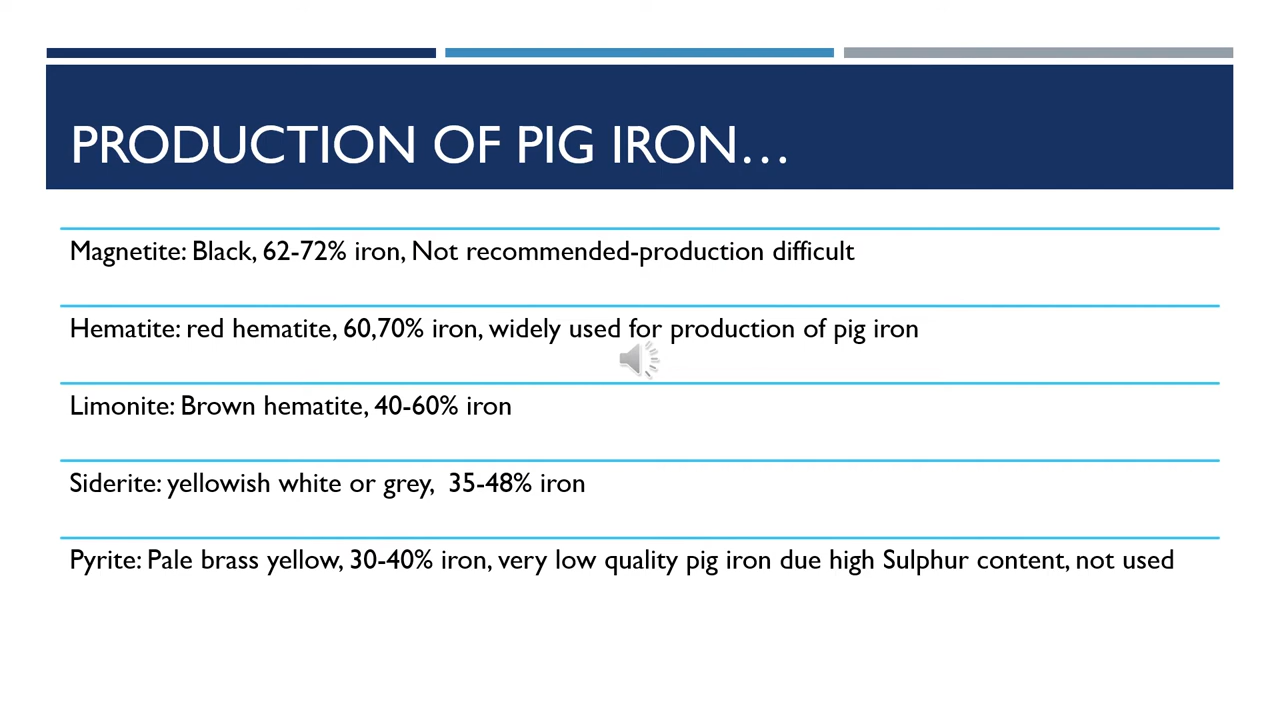 PRODUCTION OF PIG IRON…
Magnetite: Black, 62-72% iron, Not recommended-production difficult
Hematite: red hematite, 60,70% iron, widely used for production of pig iron
Limonite: Brown hematite, 40-60% iron
Siderite: yellowish white or grey,  35-48% iron
Pyrite: Pale brass yellow, 30-40% iron, very low quality pig iron due high Sulphur content, not used